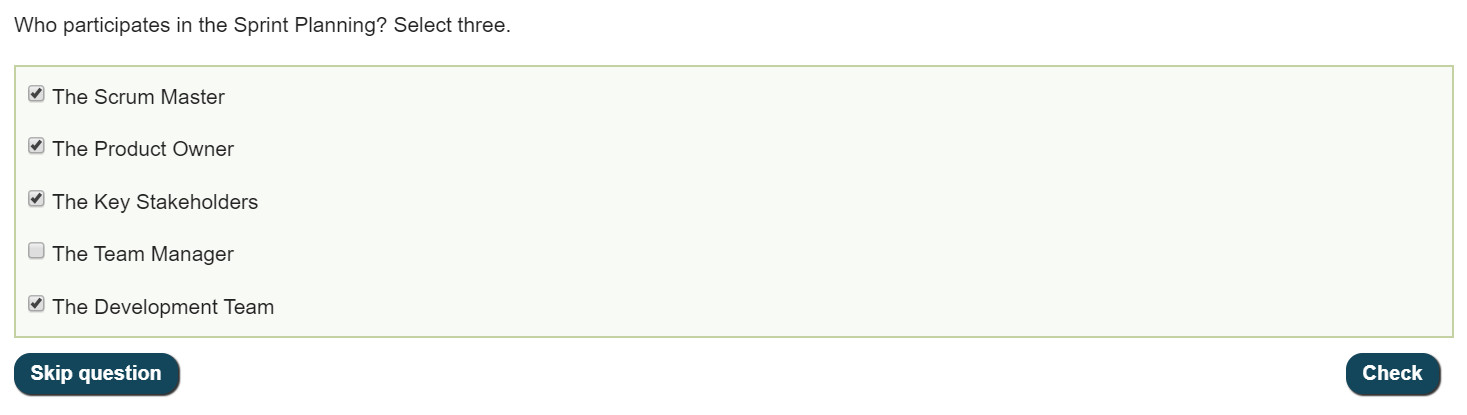 Who participates in the Sprint Planning? Select three.
The Scrum Master
The Product Owner
The Key Stakeholders
The Team Manager
The Development Team
Skip question
Check